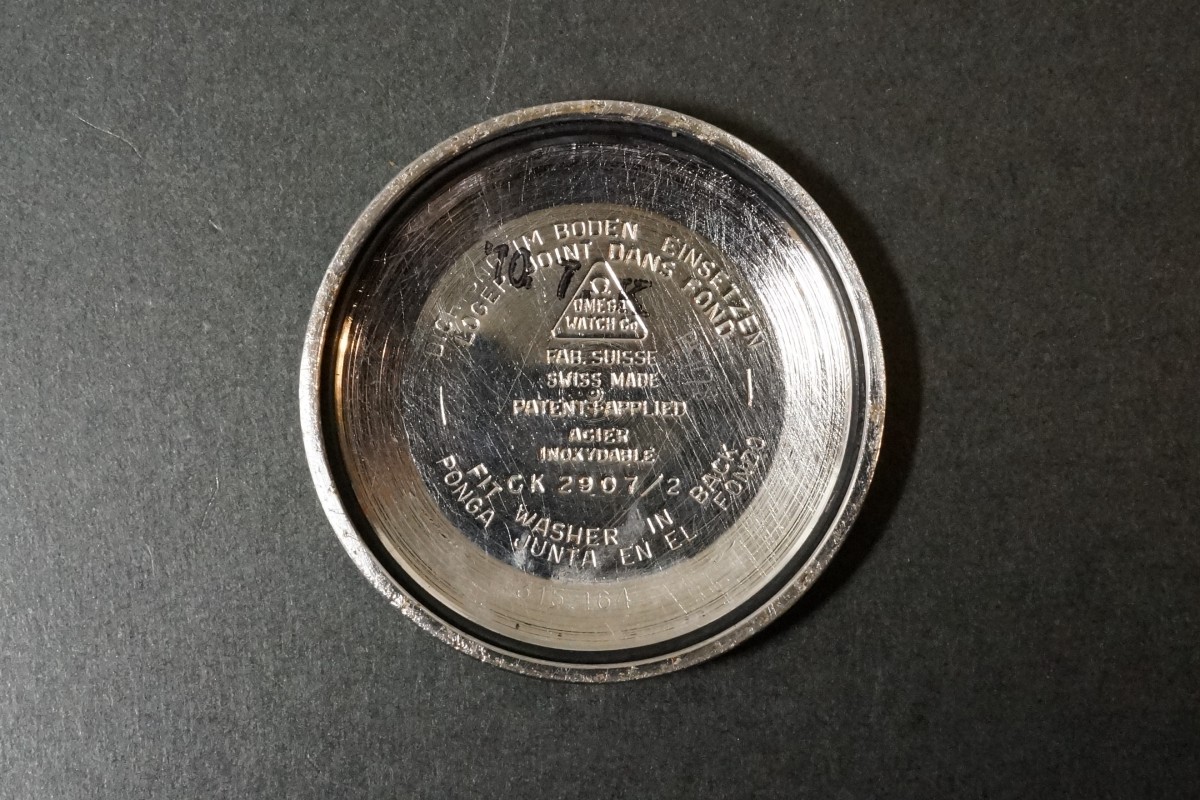 IM BODEN EINSETZEN
JOINT DANS FOND
Ω
OMEGA
WATCH Co
FAB. SUISSE
SWISS MADE
PATENT APPLIED
ACIER
INOXYDABLE
CK 2907/2
FIT WASHER IN BACK
PONGA JUNTA EN EL FONDO